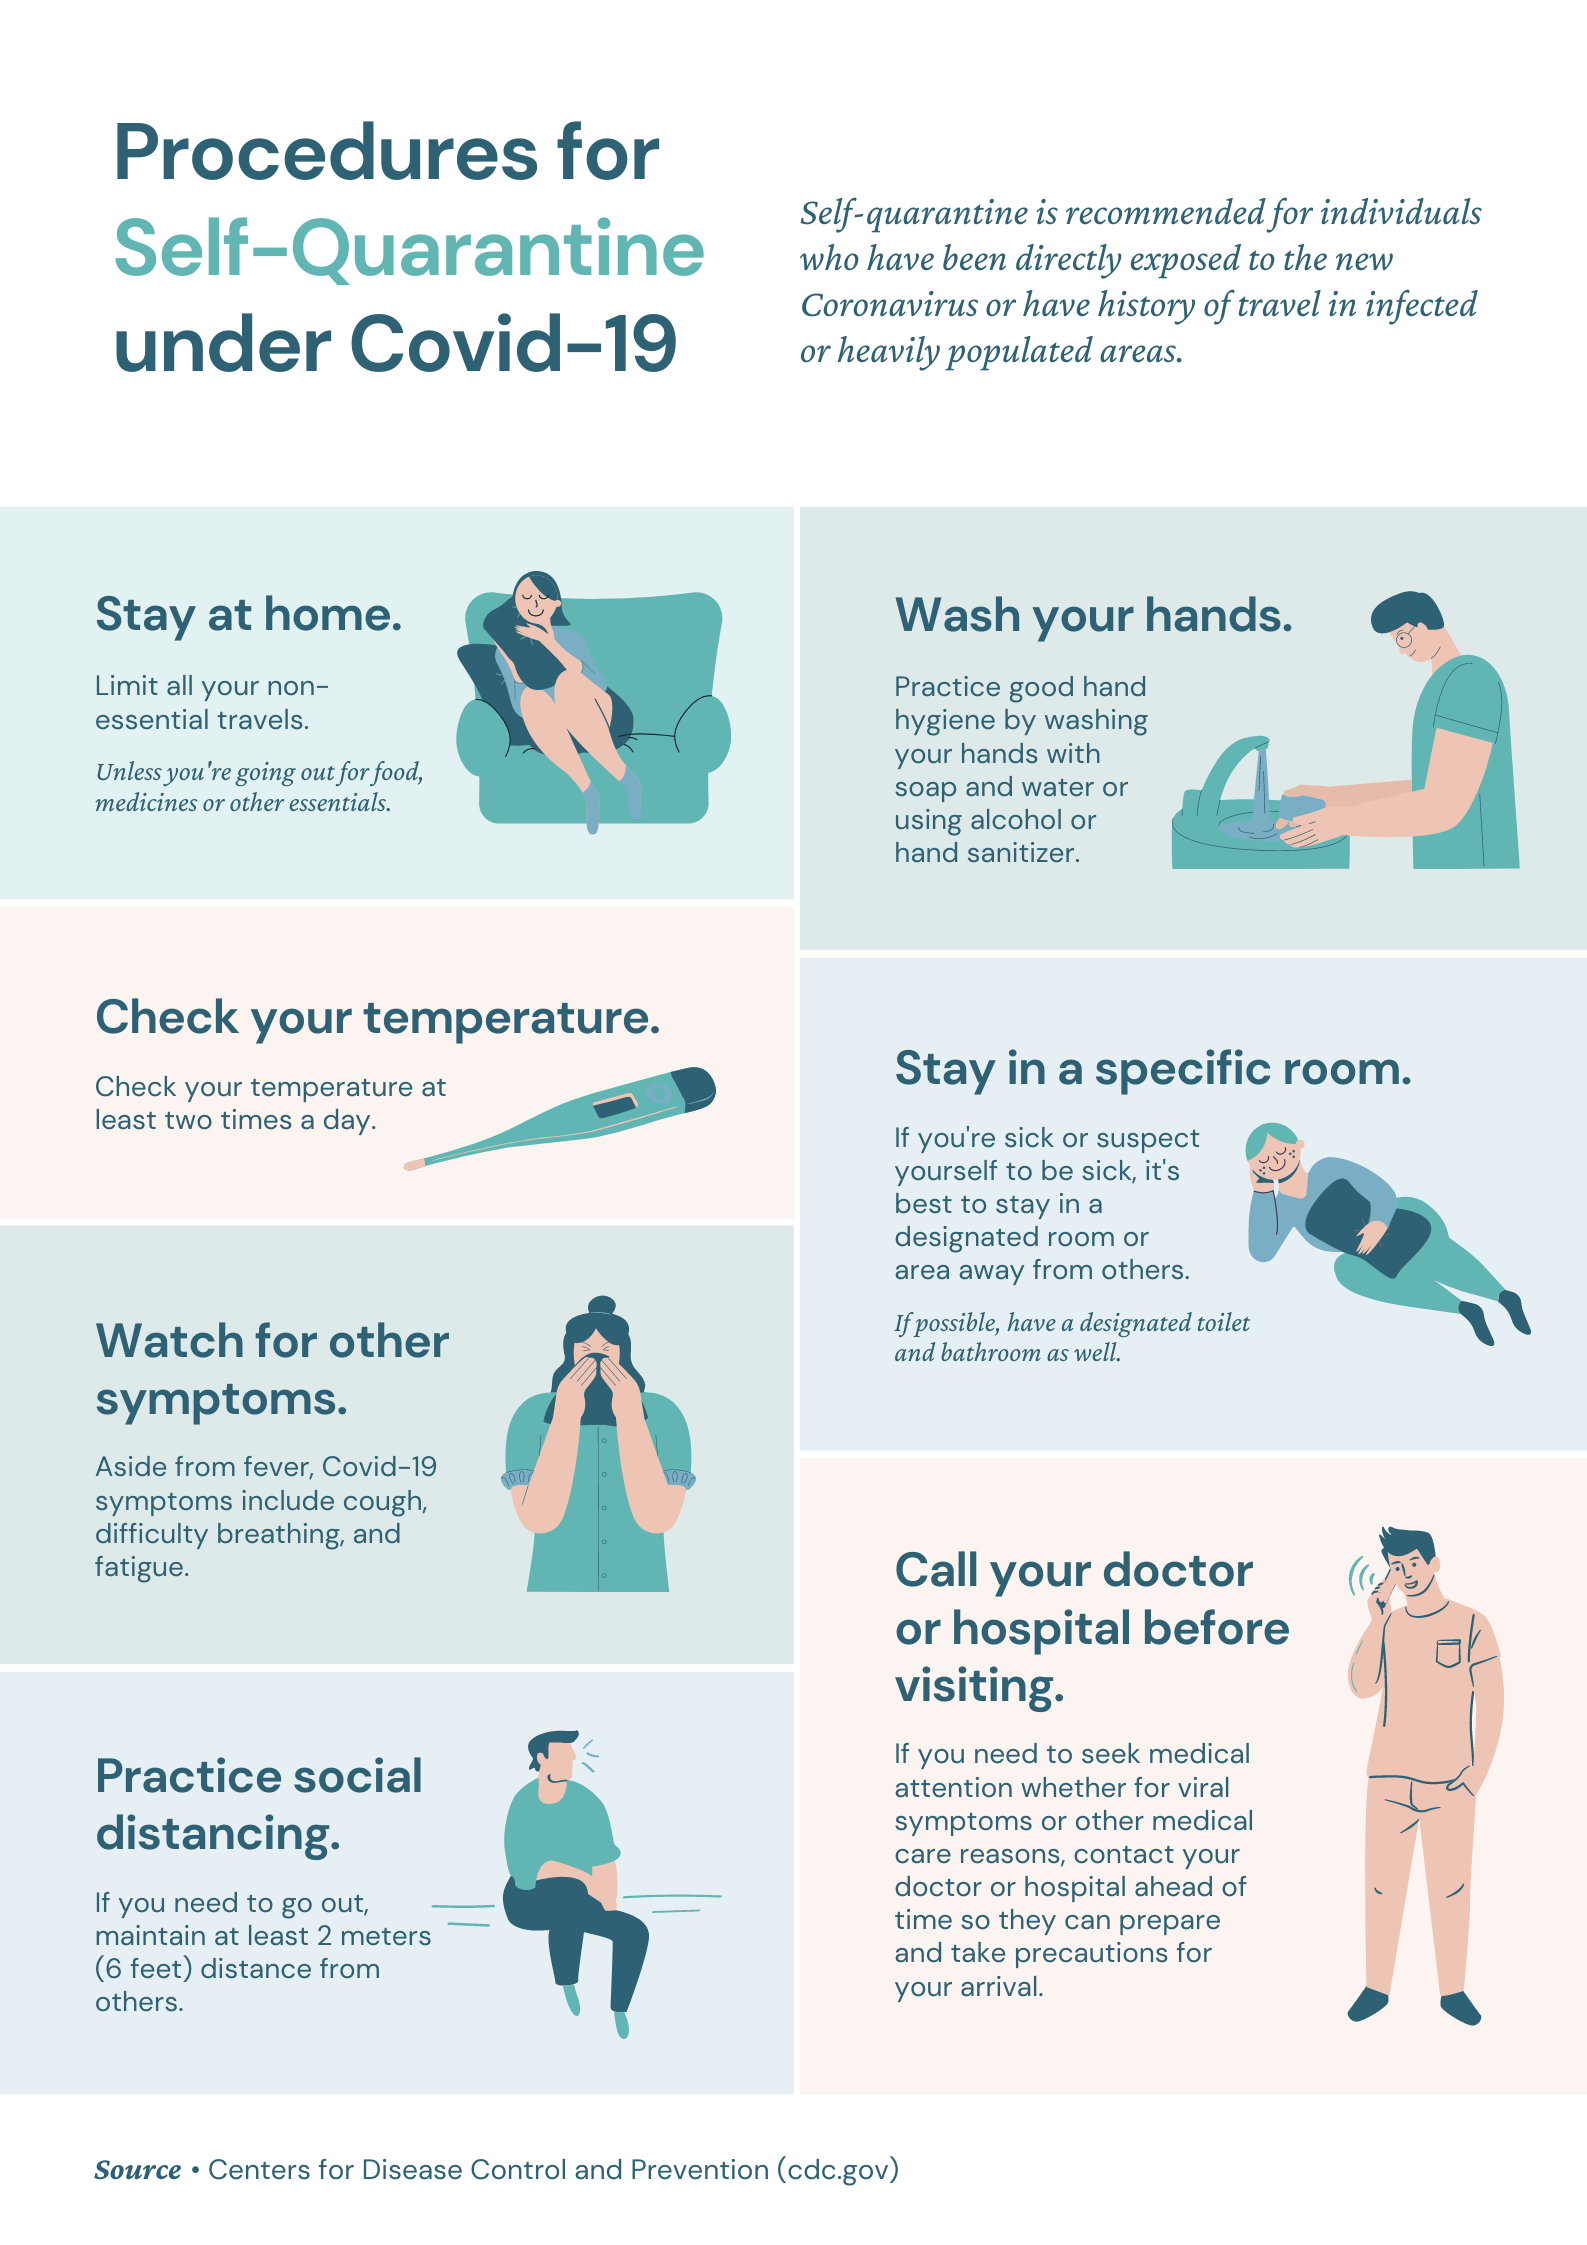 Procedures for
Self-Quarantine
under Covid-19
Self-quarantine is recommended for individuals
who have been directly exposed to the new
Coronavirus or have history of travel in infected
or heavily populated areas.
Stay at home.
Limit all your non-
essential travels.
Unless you're going out for food,
medicines or other essentials.
Check your temperature.
Check your temperature at
least two times a day.
Watch for other
symptoms.
Aside from fever, Covid-19
symptoms include cough,
difficulty breathing, and
fatigue.
Practice social
distancing.
If you need to go out,
maintain at least 2 meters
(6 feet) distance from
others.
Wash your hands.
Practice good hand
hygiene by washing
your hands with
soap and water or
using alcohol or
hand sanitizer.
Stay in a specific room.
If you're sick or suspect
yourself to be sick, it's
best to stay in a
designated room or
area away from others.
If possible, have a designated toilet
and bathroom as well.
Call your doctor
or hospital before
visiting.
If you need to seek medical
attention whether for viral
symptoms or other medical
care reasons, contact your
doctor or hospital ahead of
time so they can prepare
and take precautions for
your arrival.
Source • Centers for Disease Control and Prevention (cdc.gov)